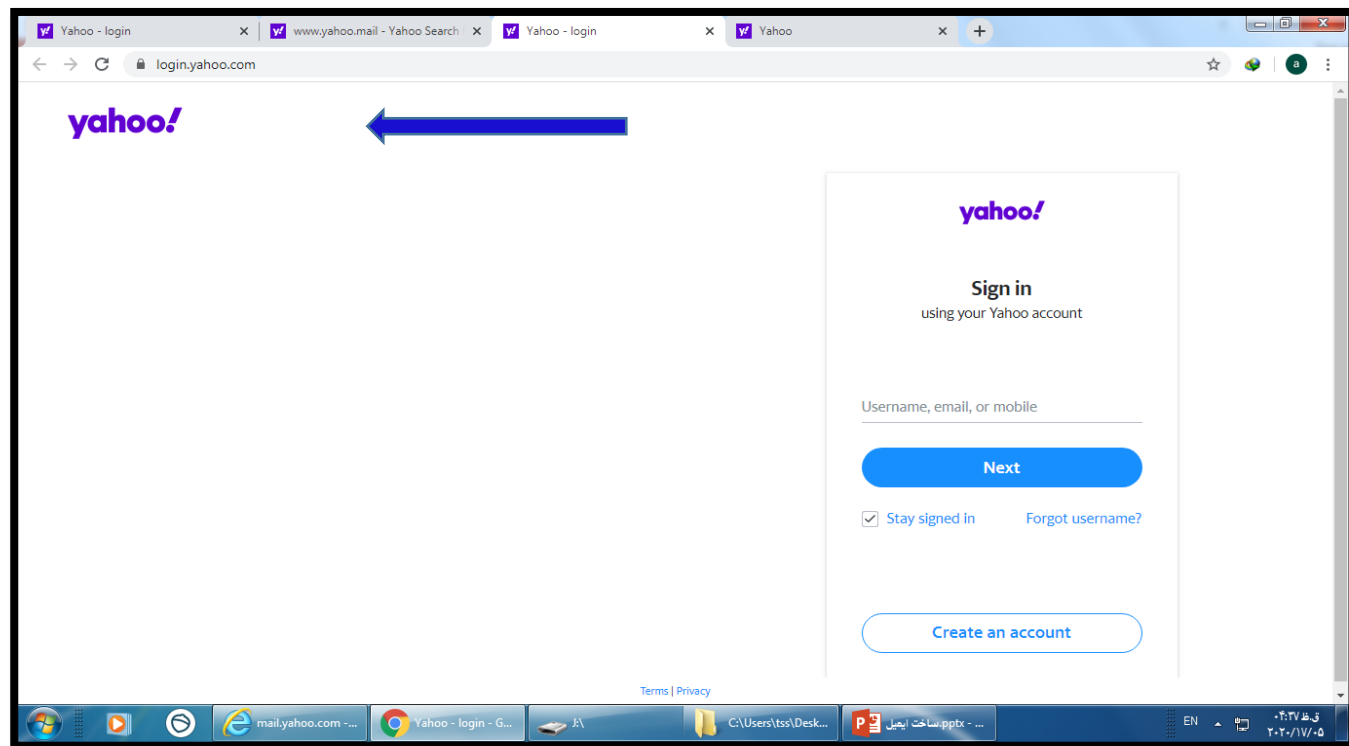 Yahoo - login
www.yahoo.mail - Yahoo Search
Yahoo - login
Yahoo
login.yahoo.com
a
yahoo!
yahoo!
Sign in
using your Yahoo account
Username, email, or mobile
Next
Stay signed in
Forgot username?
Create an account
Terms | Privacy
mail.yahoo.com -...
Yahoo - login - G...
J:\
C:\Users\tss\Desk...
ساخت ایمیل.pptx - ...
EN
۰۴:۳۷ ق.ظ
۲۰۲۰/۱۷/۰۵